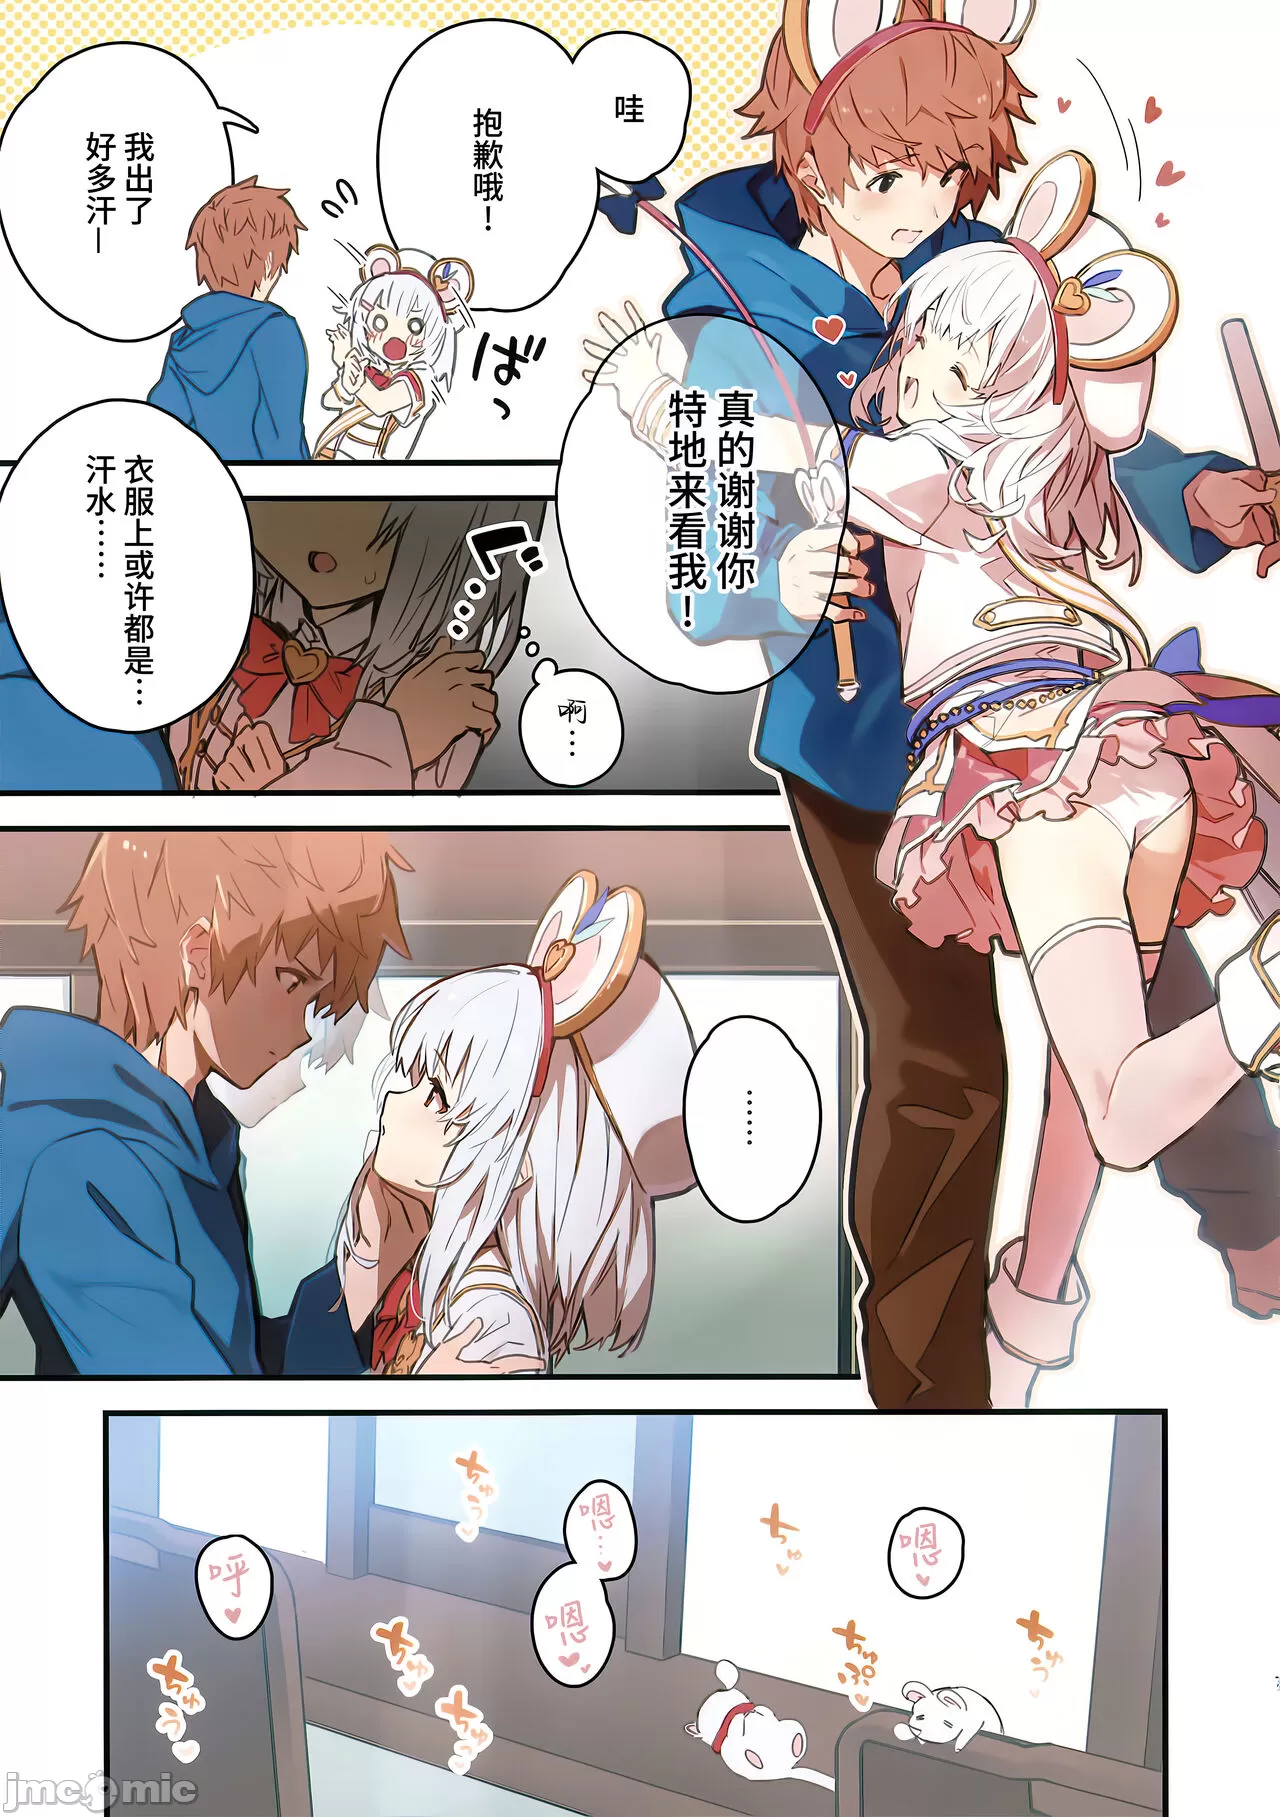 真的谢谢你
特地来看我！
哇
抱歉哦！
我出了
好多汗ー
ば〜
ど……
啊…
衣服上或许都是…
汗水……
……
嗯
ちゅう
ちゅ
ちゅぷ
嗯…
嗯
ちゅう
ちゅ
ちゅう
呼
ちゅう
jmcomic